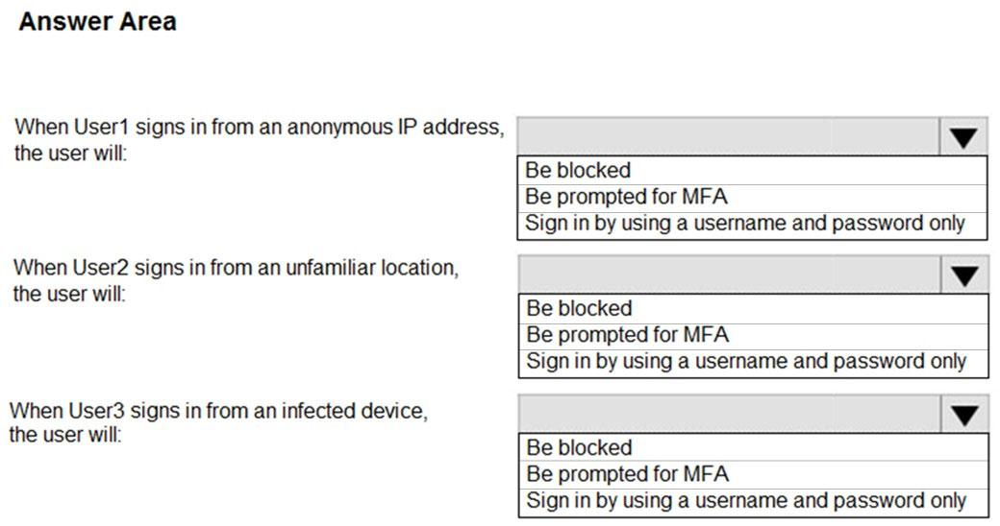 Answer Area
When User1 signs in from an anonymous IP address,
the user will:
Be blocked
Be prompted for MFA
Sign in by using a username and password only
When User2 signs in from an unfamiliar location,
the user will:
Be blocked
Be prompted for MFA
Sign in by using a username and password only
When User3 signs in from an infected device,
the user will:
Be blocked
Be prompted for MFA
Sign in by using a username and password only